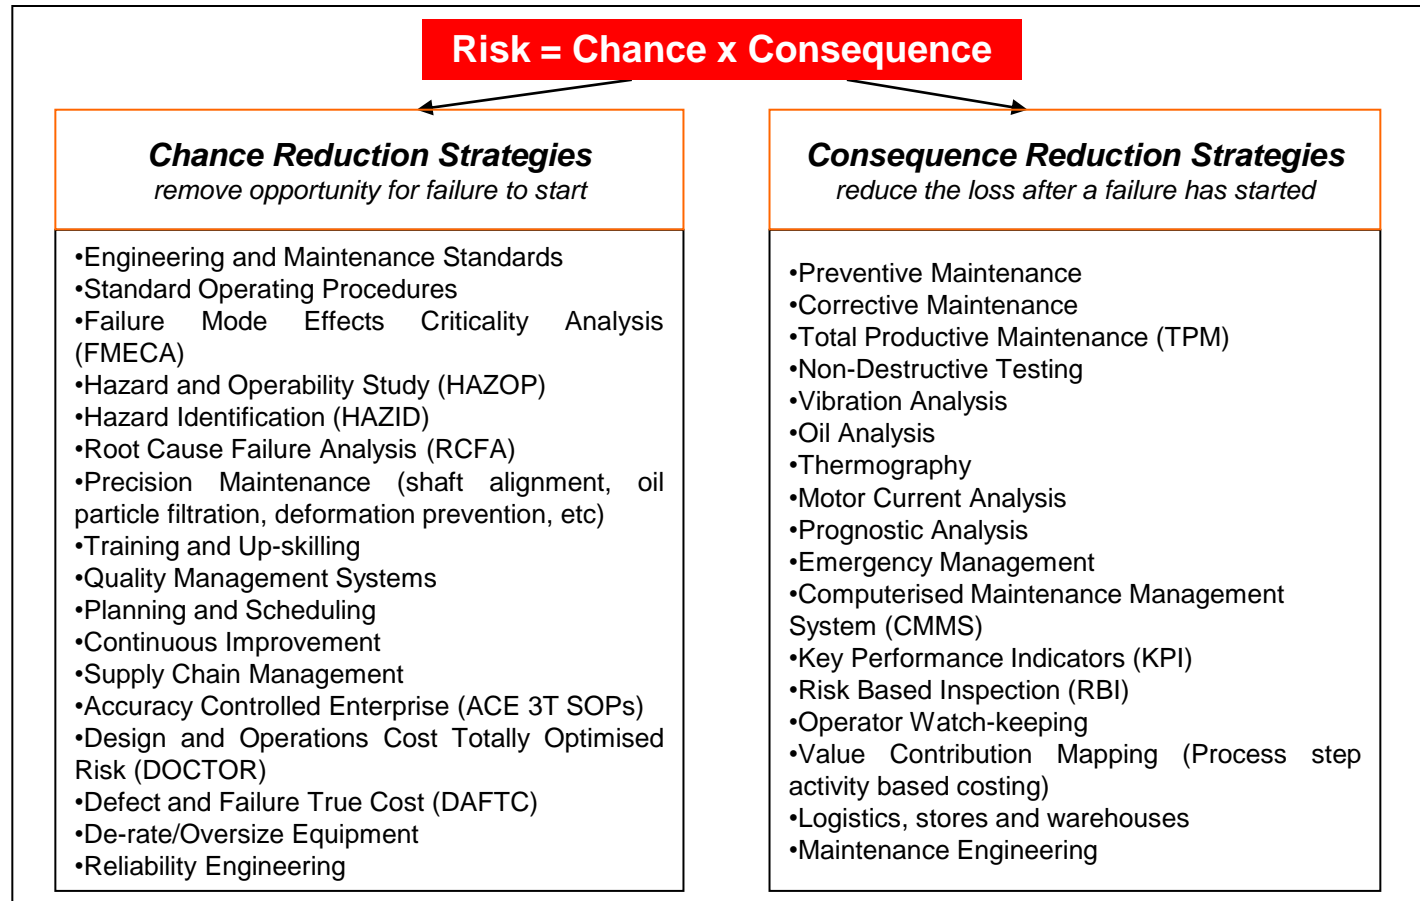 Risk = Chance x Consequence
Chance Reduction Strategies
remove opportunity for failure to start
•Engineering and Maintenance Standards
•Standard Operating Procedures
•Failure Mode Effects Criticality Analysis
(FMECA)
•Hazard and Operability Study (HAZOP)
•Hazard Identification (HAZID)
•Root Cause Failure Analysis (RCFA)
•Precision Maintenance (shaft alignment, oil
particle filtration, deformation prevention, etc)
•Training and Up-skilling
•Quality Management Systems
•Planning and Scheduling
•Continuous Improvement
•Supply Chain Management
•Accuracy Controlled Enterprise (ACE 3T SOPs)
•Design and Operations Cost Totally Optimised
Risk (DOCTOR)
•Defect and Failure True Cost (DAFTC)
•De-rate/Oversize Equipment
•Reliability Engineering
Consequence Reduction Strategies
reduce the loss after a failure has started
•Preventive Maintenance
•Corrective Maintenance
•Total Productive Maintenance (TPM)
•Non-Destructive Testing
•Vibration Analysis
•Oil Analysis
•Thermography
•Motor Current Analysis
•Prognostic Analysis
•Emergency Management
•Computerised Maintenance Management
System (CMMS)
•Key Performance Indicators (KPI)
•Risk Based Inspection (RBI)
•Operator Watch-keeping
•Value Contribution Mapping (Process step
activity based costing)
•Logistics, stores and warehouses
•Maintenance Engineering